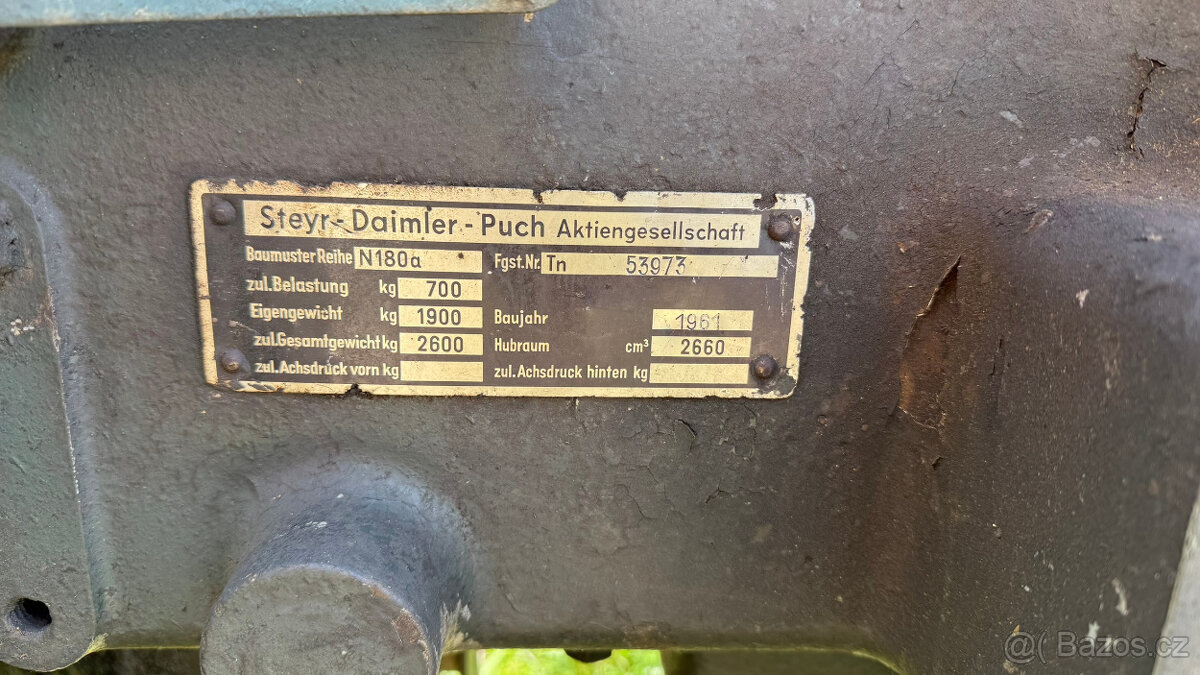 Steyr-Daimler-Puch Aktiengesellschaft
Baumuster Reihe N180a Fgst.Nr. Tn 53973
zul.Belastung kg 700
Eigengewicht kg 1900 Baujahr 1961
zul.Gesamtgewicht kg 2600 Hubraum cm³ 2660
zul.Achsdruck vorn kg zul.Achsdruck hinten kg
@ Bazos.cz